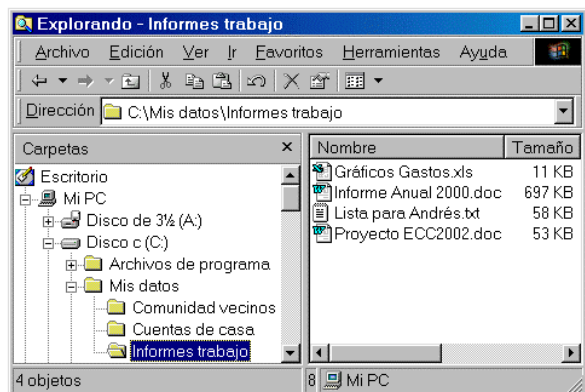 Explorando - Informes trabajo
Archivo Edición Ver Ir Favoritos Herramientas Ayuda
Dirección C:\Mis datos\Informes trabajo
Carpetas
Escritorio
Mi PC
Disco de 3½ (A:)
Disco c (C:)
Archivos de programa
Mis datos
Comunidad vecinos
Cuentas de casa
Informes trabajo
Nombre Tamaño
Gráficos Gastos.xls 11 KB
Informe Anual 2000.doc 697 KB
Lista para Andrés.txt 58 KB
Proyecto ECC2002.doc 53 KB
4 objetos 8 Mi PC